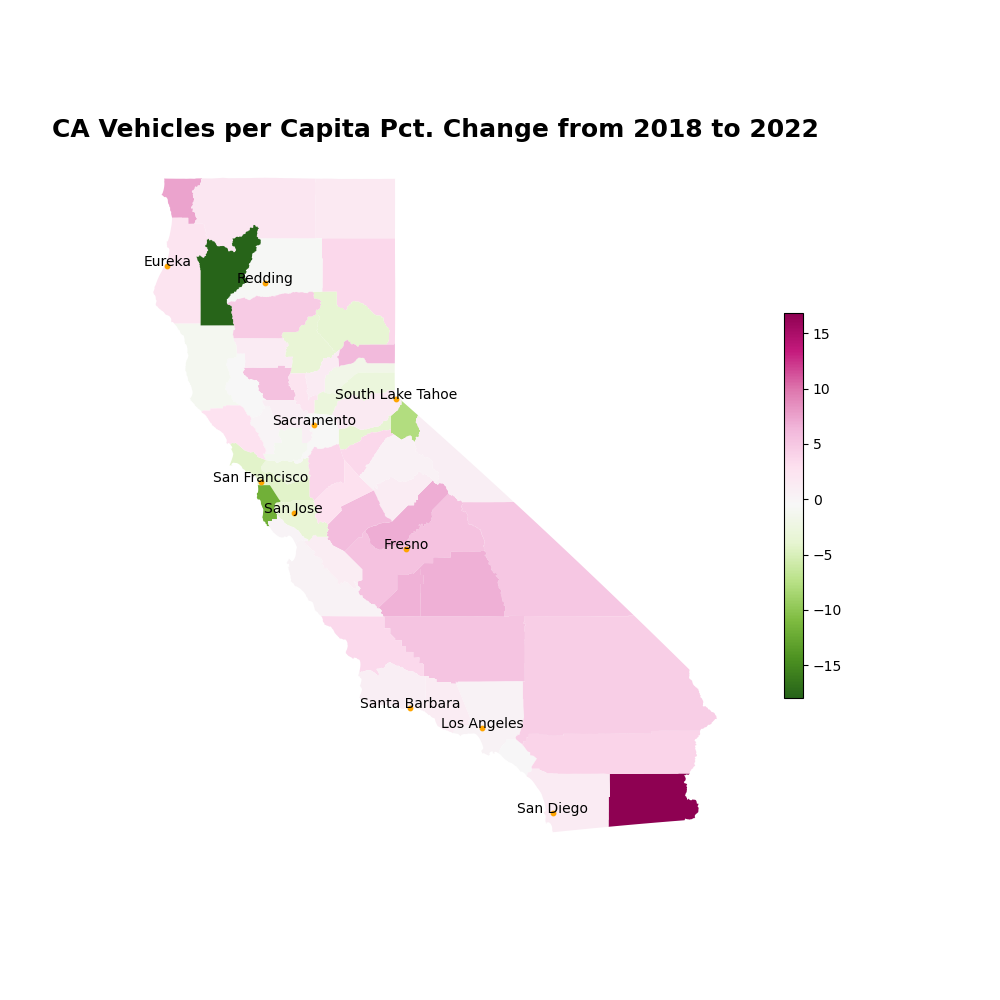 CA Vehicles per Capita Pct. Change from 2018 to 2022
Eureka
Redding
South Lake Tahoe
Sacramento
San Francisco
San Jose
Fresno
Santa Barbara
Los Angeles
San Diego
15
10
5
0
−5
−10
−15